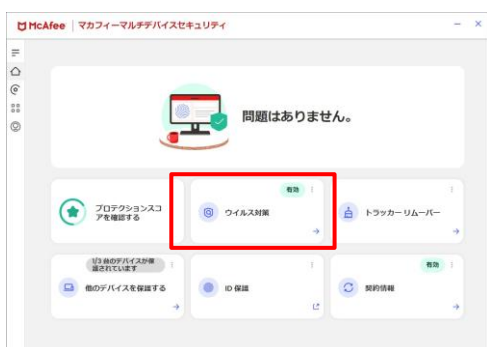 McAfee | マカフィーマルチデバイスセキュリティ
問題はありません。
プロテクションスコ
アを確認する
有効
ウイルス対策
トラッカー リムーバー
1/3 台のデバイスが保
護されています
他のデバイスを保護する
ID 保護
有効
契約情報